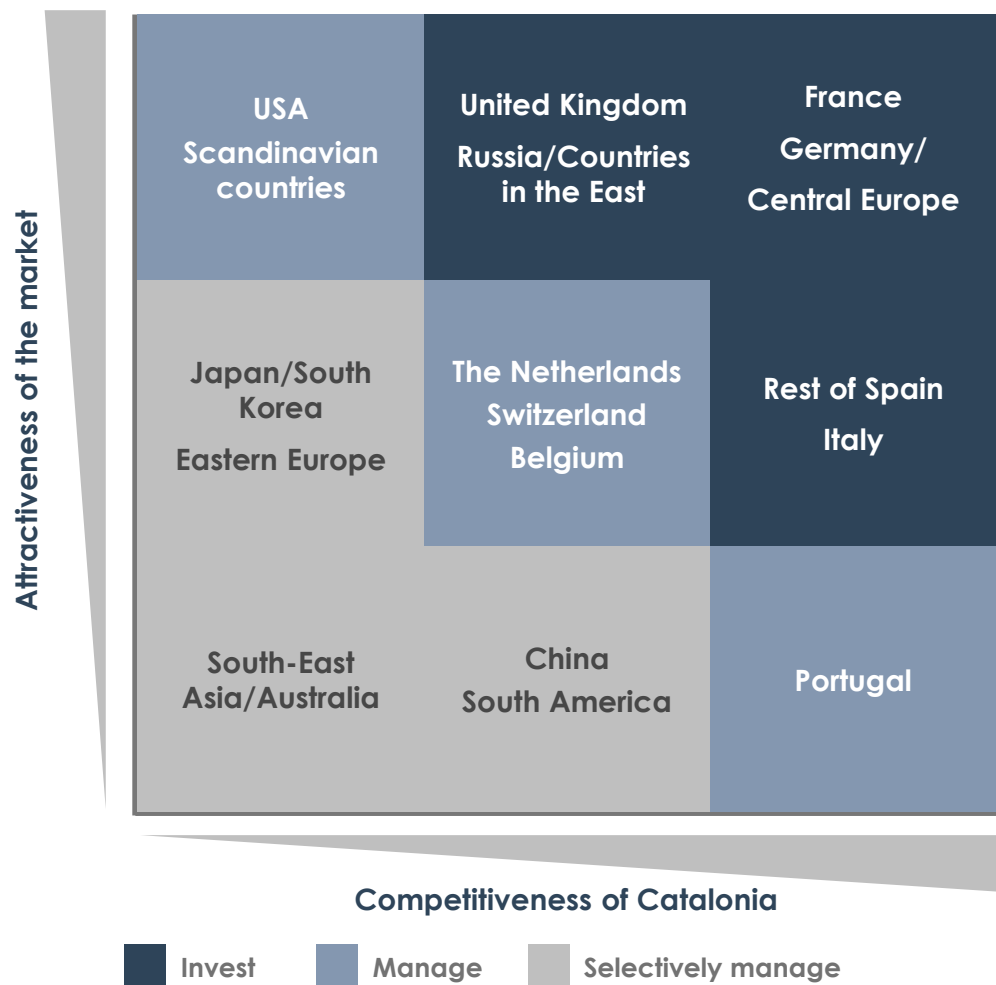 Attractiveness of the market
USA
Scandinavian
countries
United Kingdom
Russia/Countries
in the East
France
Germany/
Central Europe
Japan/South
Korea
Eastern Europe
The Netherlands
Switzerland
Belgium
Rest of Spain
Italy
South-East
Asia/Australia
China
South America
Portugal
Competitiveness of Catalonia
Invest
Manage
Selectively manage